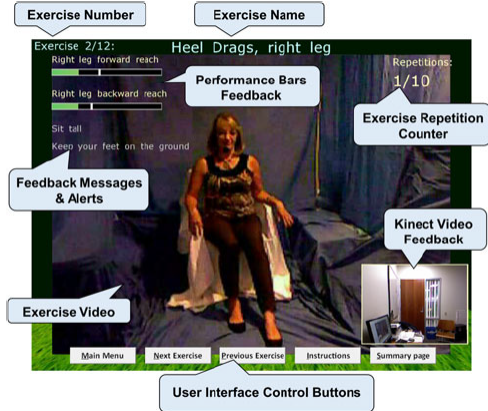 Exercise Number
Exercise Name
Exercise 2/12:
Heel Drags, right leg
Right leg forward reach
Repetitions:
1/10
Performance Bars
Feedback
Right leg backward reach
Exercise Repetition
Counter
Sit tall
Keep your feet on the ground
Feedback Messages
& Alerts
Kinect Video
Feedback
Exercise Video
Main Menu
Next Exercise
Previous Exercise
Instructions
Summary page
User Interface Control Buttons